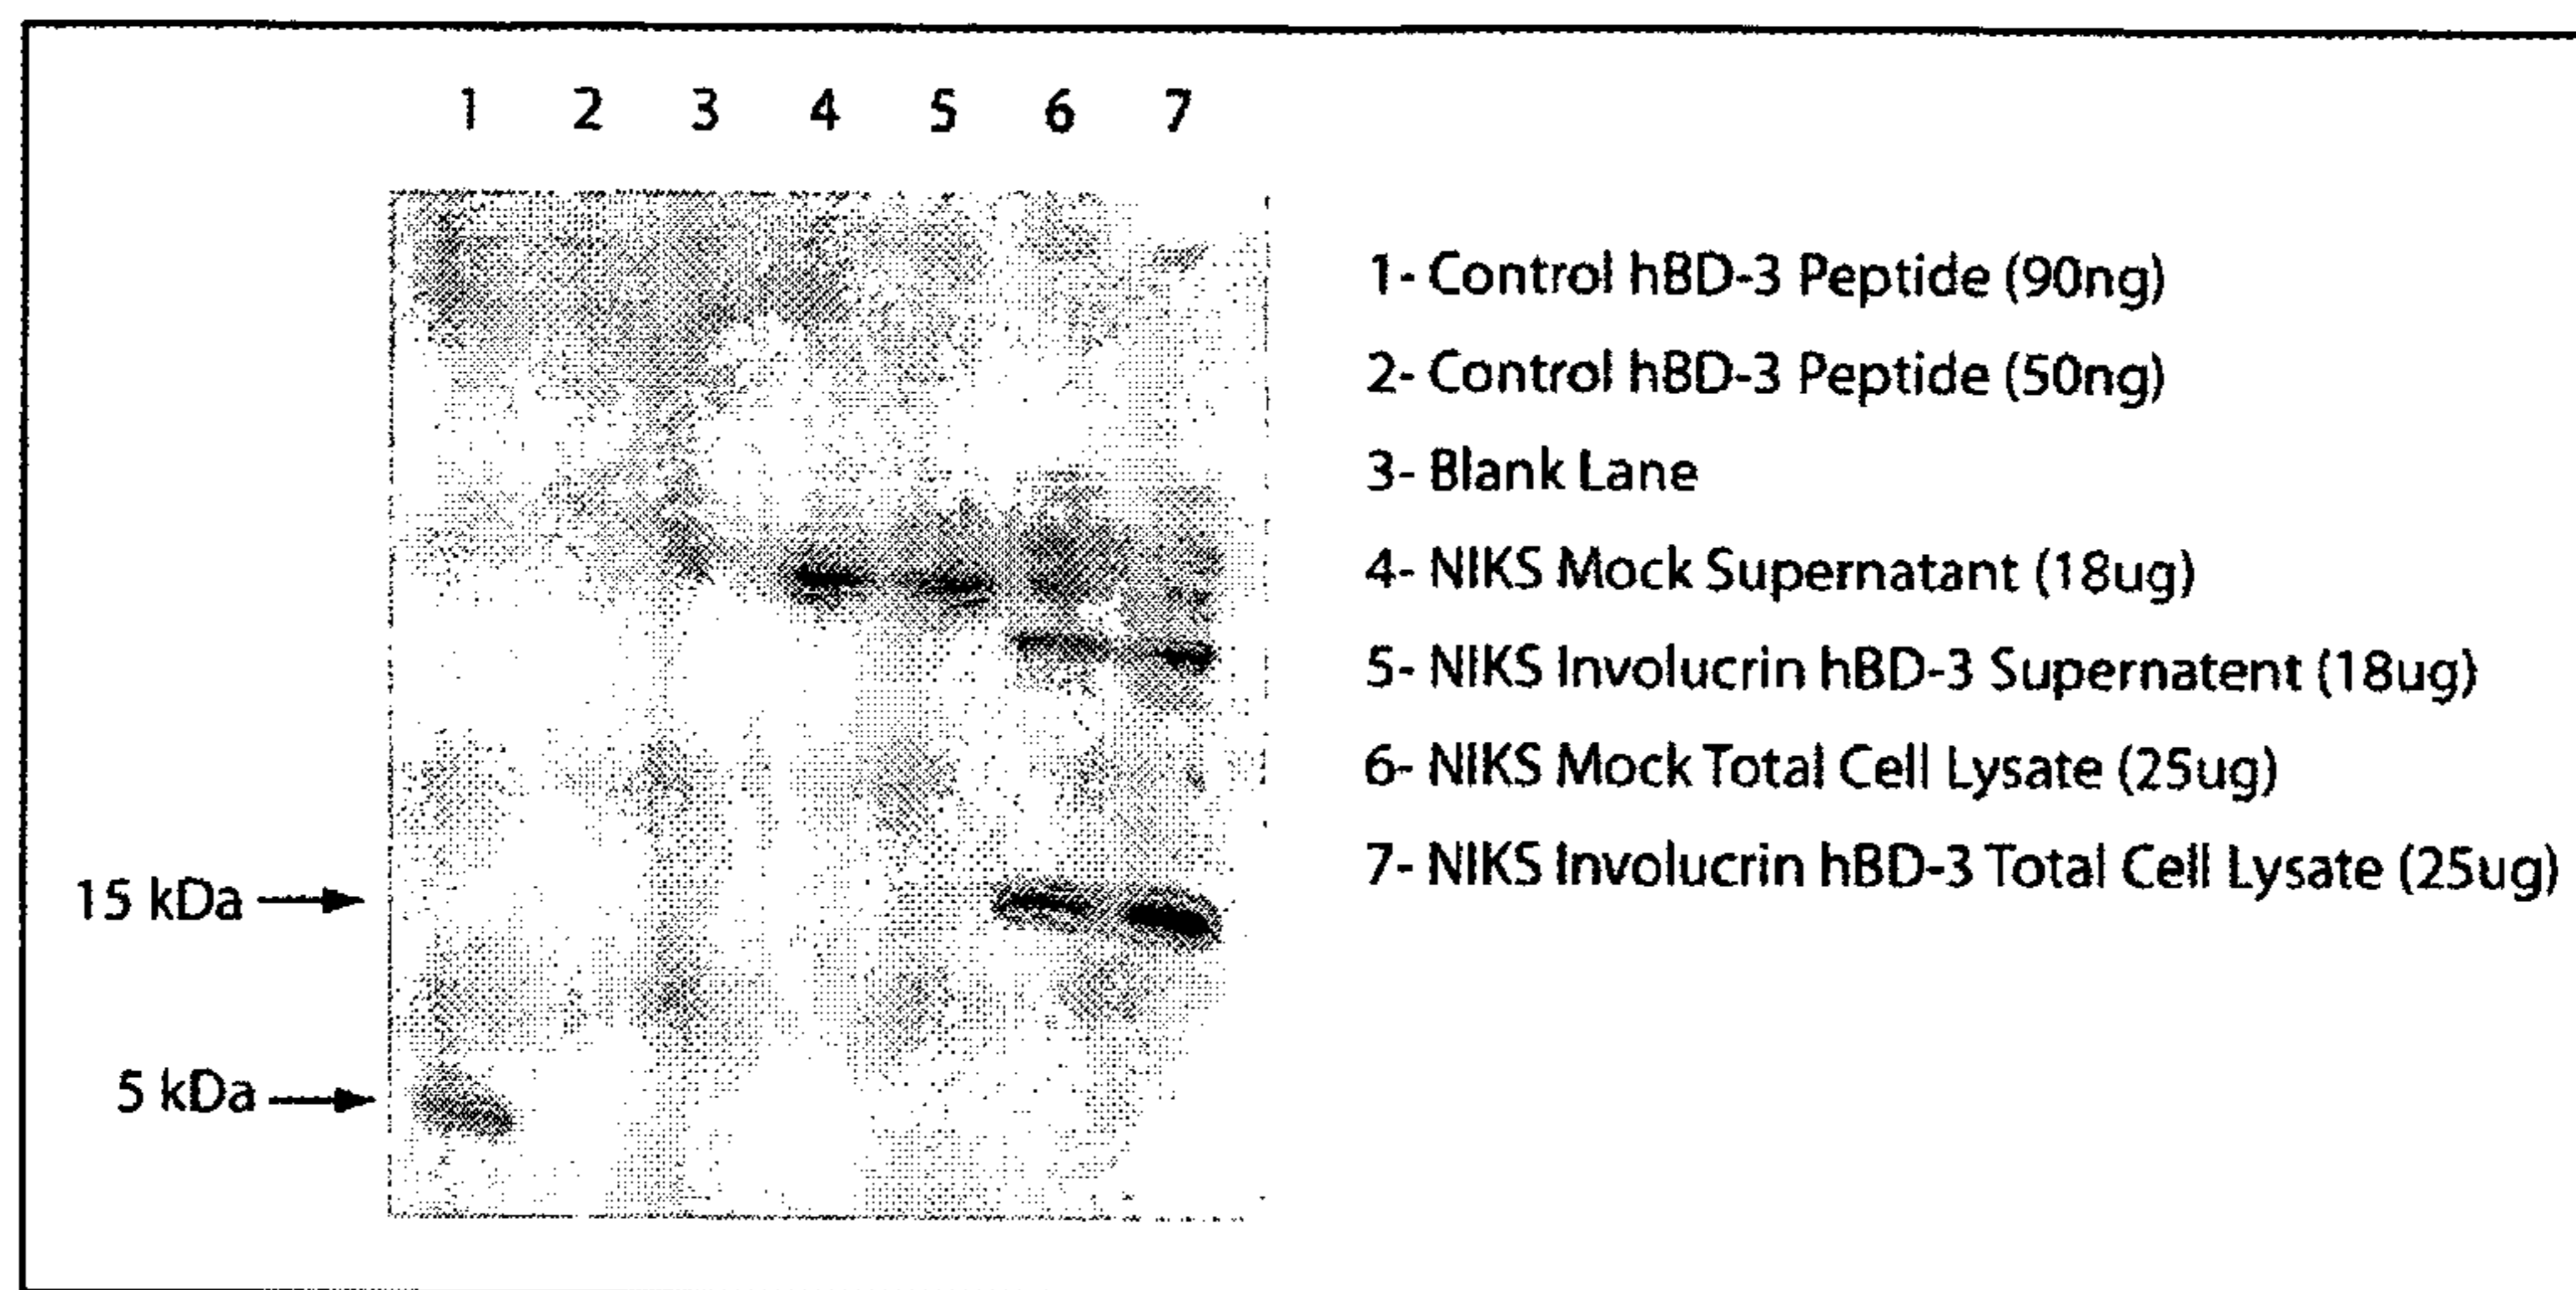 1 2 3 4 5 6 7
1- Control hBD-3 Peptide (90ng)
2- Control hBD-3 Peptide (50ng)
3- Blank Lane
4- NIKS Mock Supernatant (18ug)
5- NIKS Involucrin hBD-3 Supernatent (18ug)
6- NIKS Mock Total Cell Lysate (25ug)
7- NIKS Involucrin hBD-3 Total Cell Lysate (25ug)
15 kDa
5 kDa